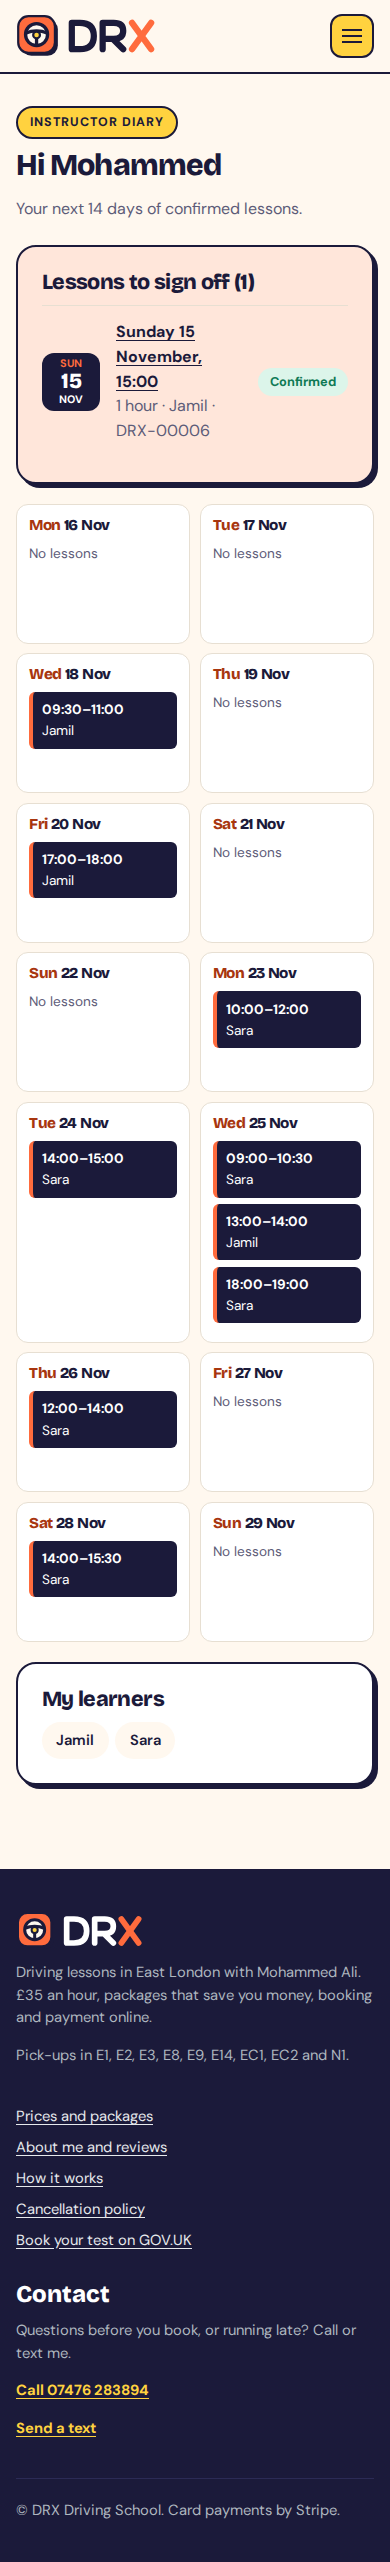 DRX
INSTRUCTOR DIARY
Hi Mohammed
Your next 14 days of confirmed lessons.
Lessons to sign off (1)
SUN
15
NOV
Sunday 15
November,
15:00
1 hour · Jamil ·
DRX-00006
Confirmed
Mon 16 Nov
No lessons
Tue 17 Nov
No lessons
Wed 18 Nov
09:30–11:00
Jamil
Thu 19 Nov
No lessons
Fri 20 Nov
17:00–18:00
Jamil
Sat 21 Nov
No lessons
Sun 22 Nov
No lessons
Mon 23 Nov
10:00–12:00
Sara
Tue 24 Nov
14:00–15:00
Sara
Wed 25 Nov
09:00–10:30
Sara
13:00–14:00
Jamil
18:00–19:00
Sara
Thu 26 Nov
12:00–14:00
Sara
Fri 27 Nov
No lessons
Sat 28 Nov
14:00–15:30
Sara
Sun 29 Nov
No lessons
My learners
Jamil
Sara
DRX
Driving lessons in East London with Mohammed Ali.
£35 an hour, packages that save you money, booking
and payment online.
Pick-ups in E1, E2, E3, E8, E9, E14, EC1, EC2 and N1.
Prices and packages
About me and reviews
How it works
Cancellation policy
Book your test on GOV.UK
Contact
Questions before you book, or running late? Call or
text me.
Call 07476 283894
Send a text
© DRX Driving School. Card payments by Stripe.